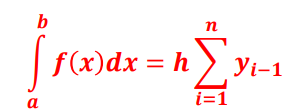 ∫_a^b f(x)dx = h ∑_{i=1}^n y_{i-1}